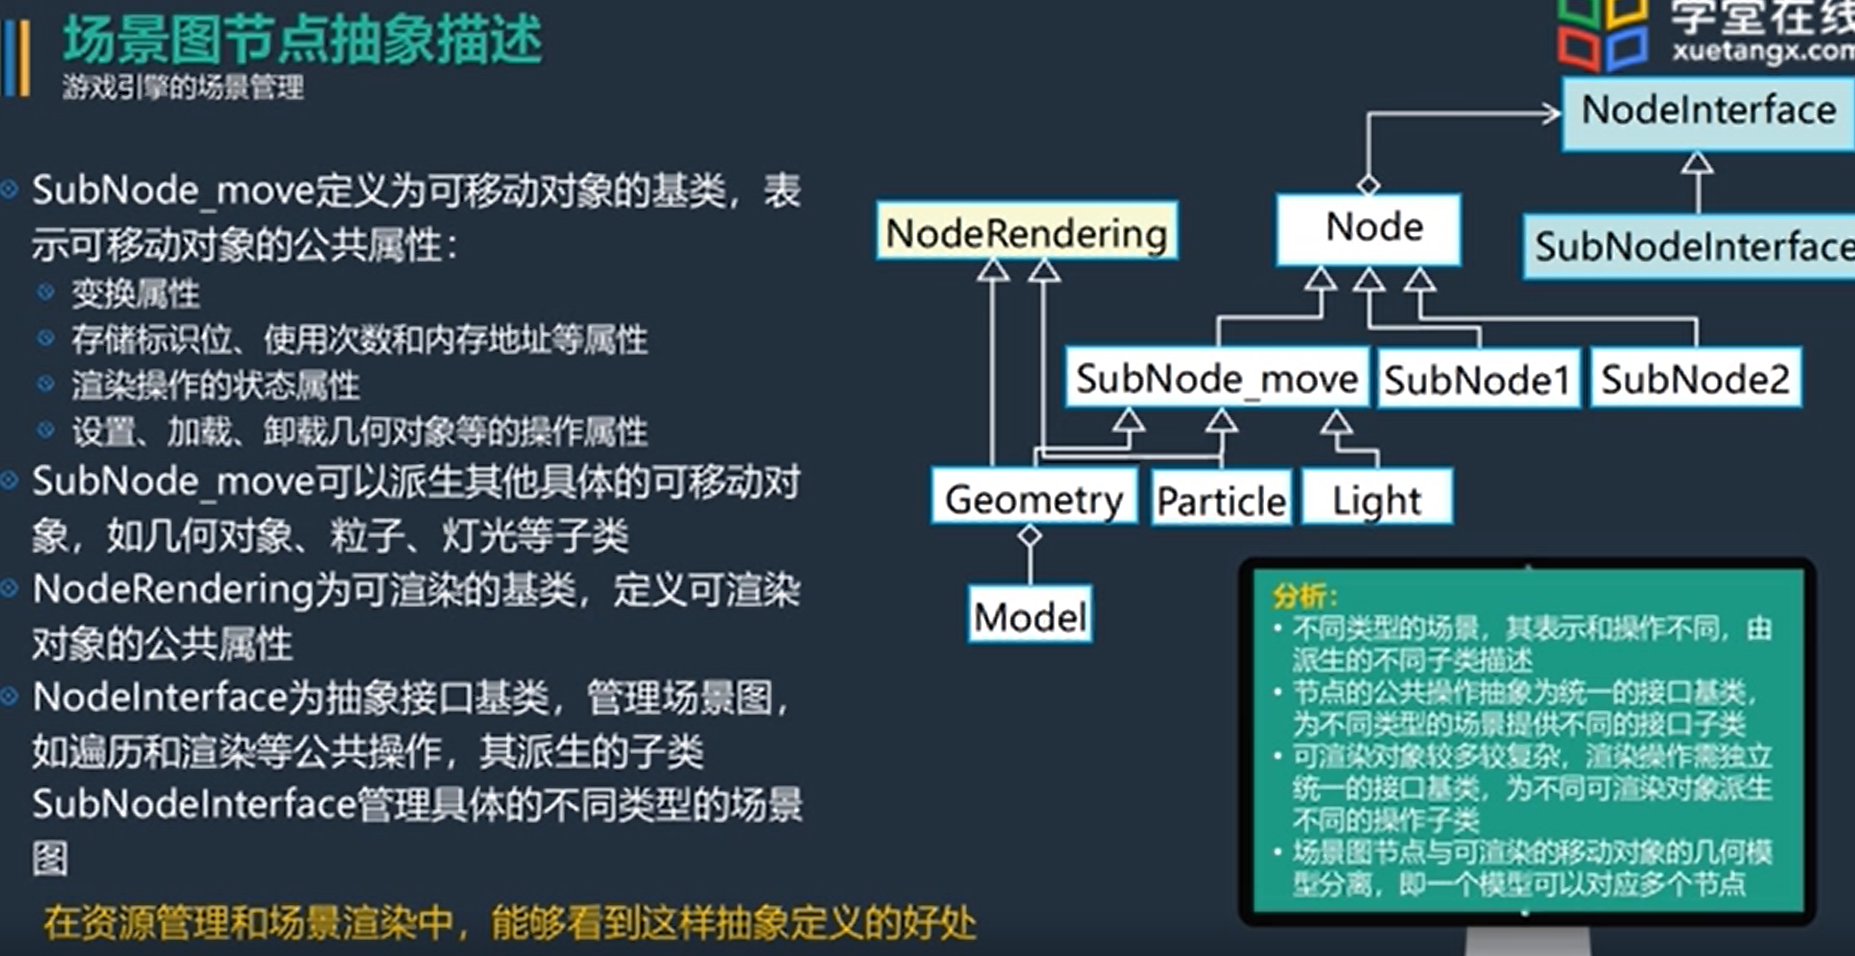 场景图节点抽象描述
游戏引擎的场景管理
学堂在线
xuetangx.com
SubNode_move定义为可移动对象的基类，表
示可移动对象的公共属性：
变换属性
存储标识位、使用次数和内存地址等属性
渲染操作的状态属性
设置、加载、卸载几何对象等的操作属性
SubNode_move可以派生其他具体的可移动对
象，如几何对象、粒子、灯光等子类
NodeRendering为可渲染的基类，定义可渲染
对象的公共属性
NodeInterface为抽象接口基类，管理场景图，
如遍历和渲染等公共操作，其派生的子类
SubNodeInterface管理具体的不同类型的场景
图
在资源管理和场景渲染中，能够看到这样抽象定义的好处
NodeInterface
NodeRendering
Node
SubNodeInterface
SubNode_move
SubNode1
SubNode2
Geometry
Particle
Light
Model
分析：
不同类型的场景，其表示和操作不同，由
派生的不同子类描述
节点的公共操作抽象为统一的接口基类，
为不同类型的场景提供不同的接口子类
可渲染对象较多较复杂，渲染操作需独立
统一的接口基类，为不同可渲染对象派生
不同的操作子类
场景图节点与可渲染的移动对象的几何模
型分离，即一个模型可以对应多个节点